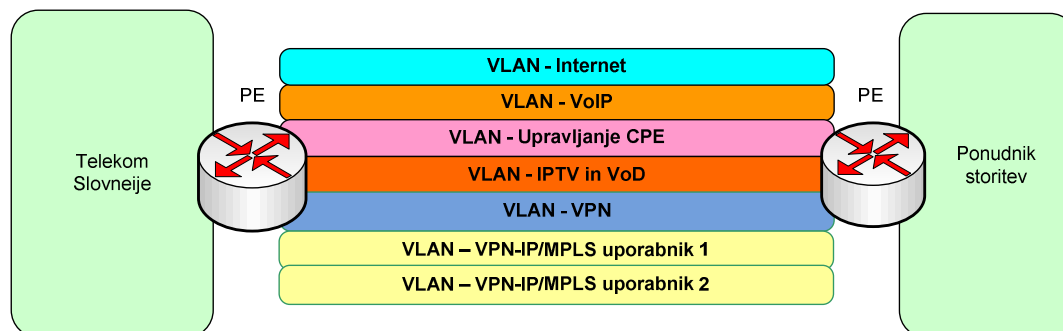 VLAN - Internet
PE
PE
VLAN - VoIP
VLAN - Upravljanje CPE
Telekom
Slovneije
VLAN - IPTV in VoD
Ponudnik
storitev
VLAN - VPN
VLAN – VPN-IP/MPLS uporabnik 1
VLAN – VPN-IP/MPLS uporabnik 2